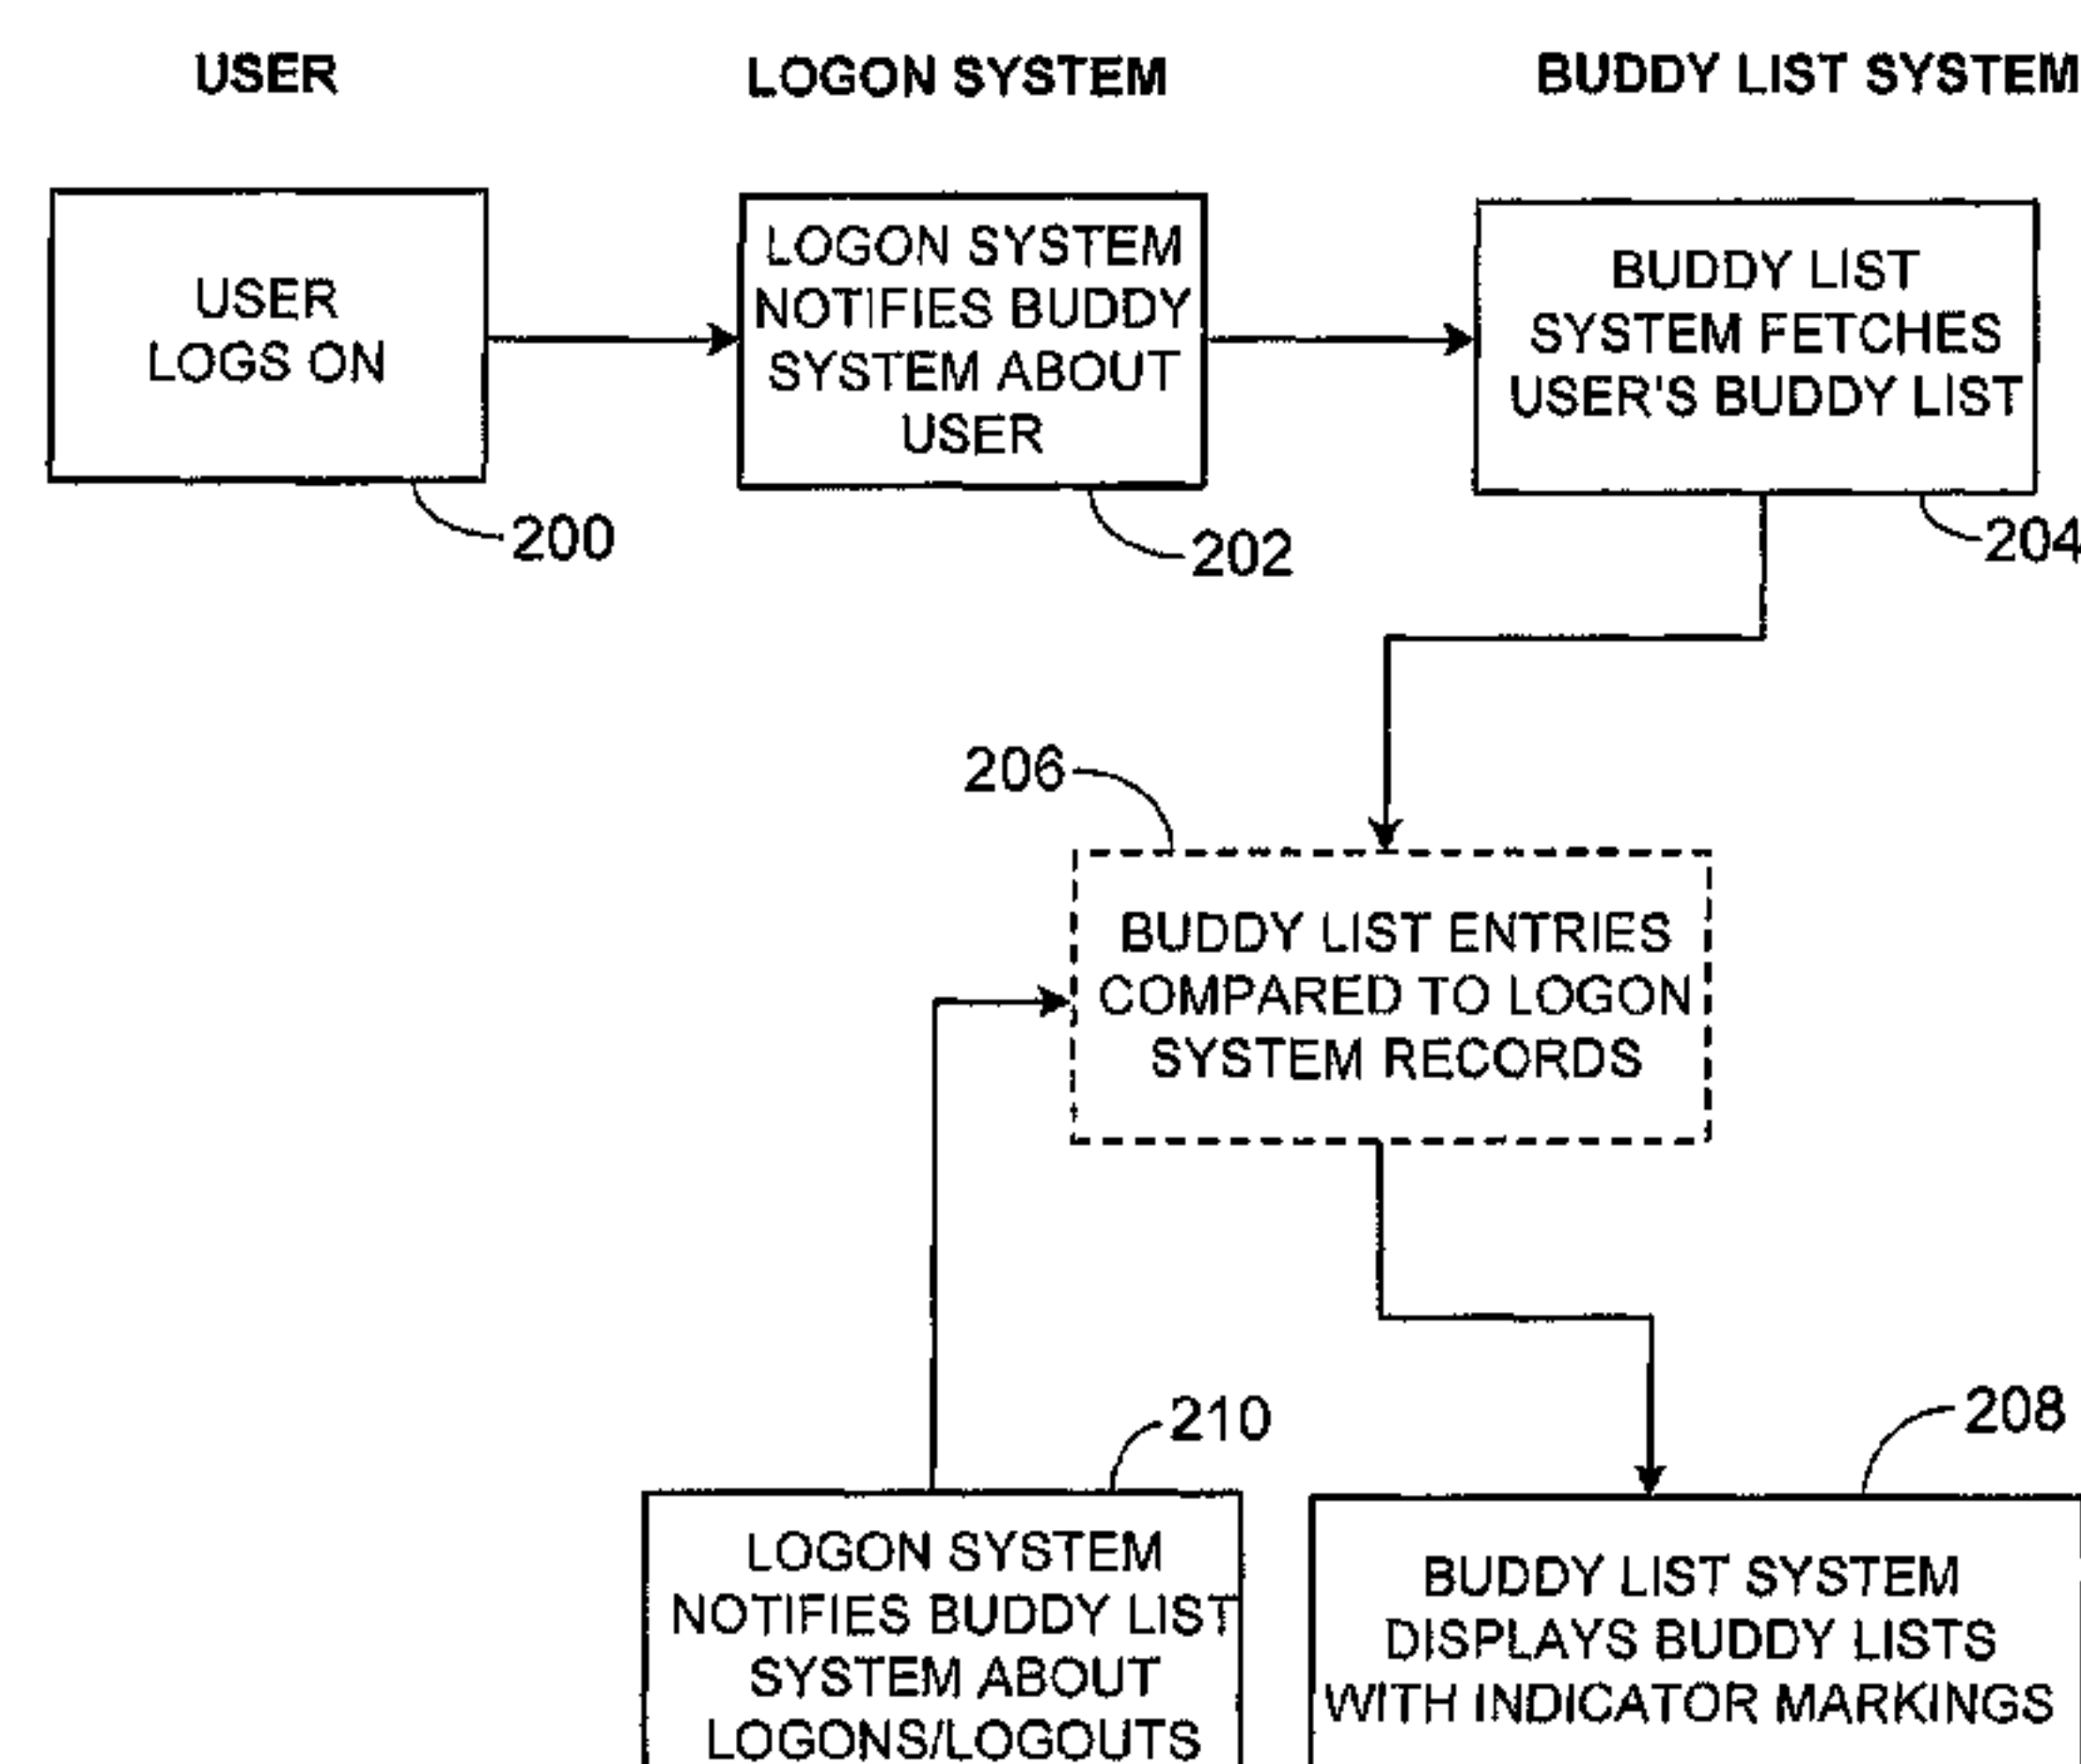 USER
LOGON SYSTEM
BUDDY LIST SYSTEM
USER
LOGS ON
200
LOGON SYSTEM
NOTIFIES BUDDY
SYSTEM ABOUT
USER
202
BUDDY LIST
SYSTEM FETCHES
USER'S BUDDY LIST
204
206
BUDDY LIST ENTRIES
COMPARED TO LOGON
SYSTEM RECORDS
210
LOGON SYSTEM
NOTIFIES BUDDY LIST
SYSTEM ABOUT
LOGONS/LOGOUTS
208
BUDDY LIST SYSTEM
DISPLAYS BUDDY LISTS
WITH INDICATOR MARKINGS